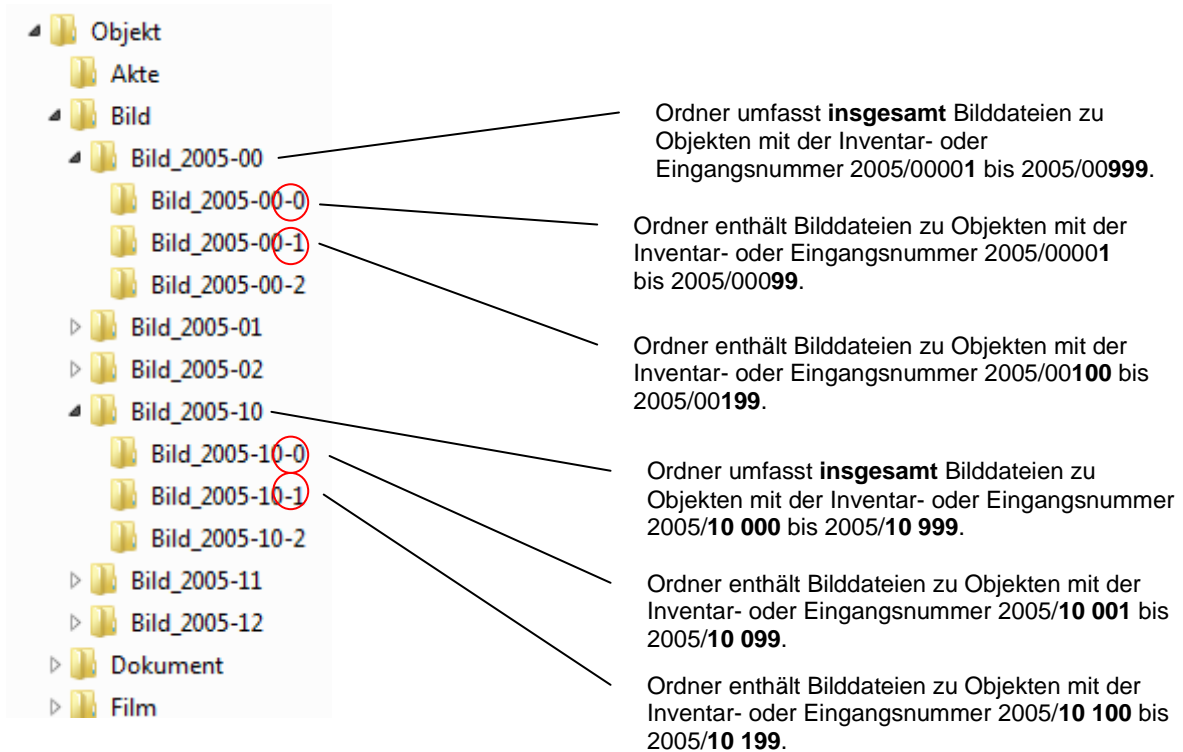 Objekt
Akte
Bild
Bild_2005-00
Bild_2005-00-0
Bild_2005-00-1
Bild_2005-00-2
Bild_2005-01
Bild_2005-02
Bild_2005-10
Bild_2005-10-0
Bild_2005-10-1
Bild_2005-10-2
Bild_2005-11
Bild_2005-12
Dokument
Film
Ordner umfasst insgesamt Bilddateien zu
Objekten mit der Inventar- oder
Eingangsnummer 2005/00001 bis 2005/00999.
Ordner enthält Bilddateien zu Objekten mit der
Inventar- oder Eingangsnummer 2005/00001
bis 2005/00099.
Ordner enthält Bilddateien zu Objekten mit der
Inventar- oder Eingangsnummer 2005/00100 bis
2005/00199.
Ordner umfasst insgesamt Bilddateien zu
Objekten mit der Inventar- oder Eingangsnummer
2005/10 000 bis 2005/10 999.
Ordner enthält Bilddateien zu Objekten mit der
Inventar- oder Eingangsnummer 2005/10 001 bis
2005/10 099.
Ordner enthält Bilddateien zu Objekten mit der
Inventar- oder Eingangsnummer 2005/10 100 bis
2005/10 199.